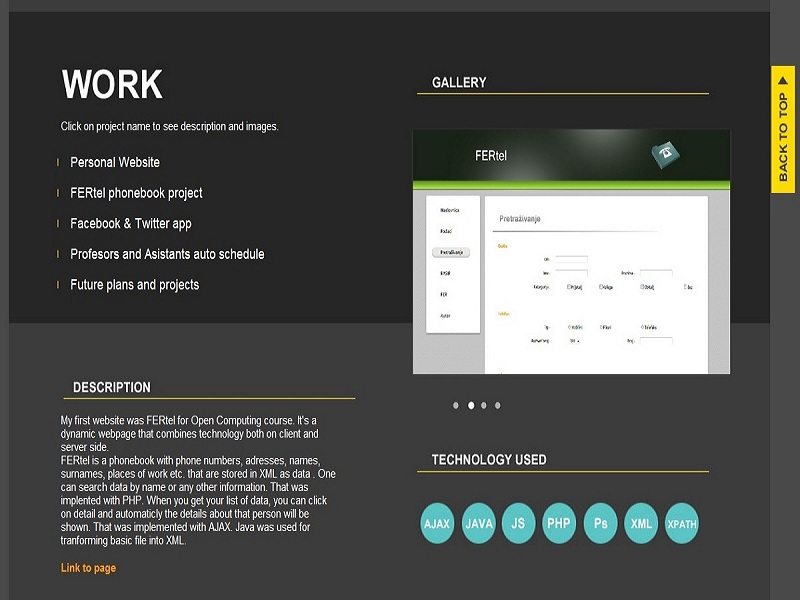 WORK
Click on project name to see description and images.
Personal Website
FERtel phonebook project
Facebook & Twitter app
Profesors and Asistants auto schedule
Future plans and projects
DESCRIPTION
My first website was FERtel for Open Computing course. It's a
dynamic webpage that combines technology both on client and
server side.
FERtel is a phonebook with phone numbers, adresses, names,
surnames, places of work etc. that are stored in XML as data . One
can search data by name or any other information. That was
implented with PHP. When you get your list of data, you can click
on detail and automaticly the details about that person will be
shown. That was implemented with AJAX. Java was used for
tranforming basic file into XML.
Link to page
GALLERY
FERtel
Naslovnica
Podaci
Pretraživanje
FER
Autor
Pretraživanje
TECHNOLOGY USED
AJAX JAVA JS PHP Ps XML XPATH
BACK TO TOP